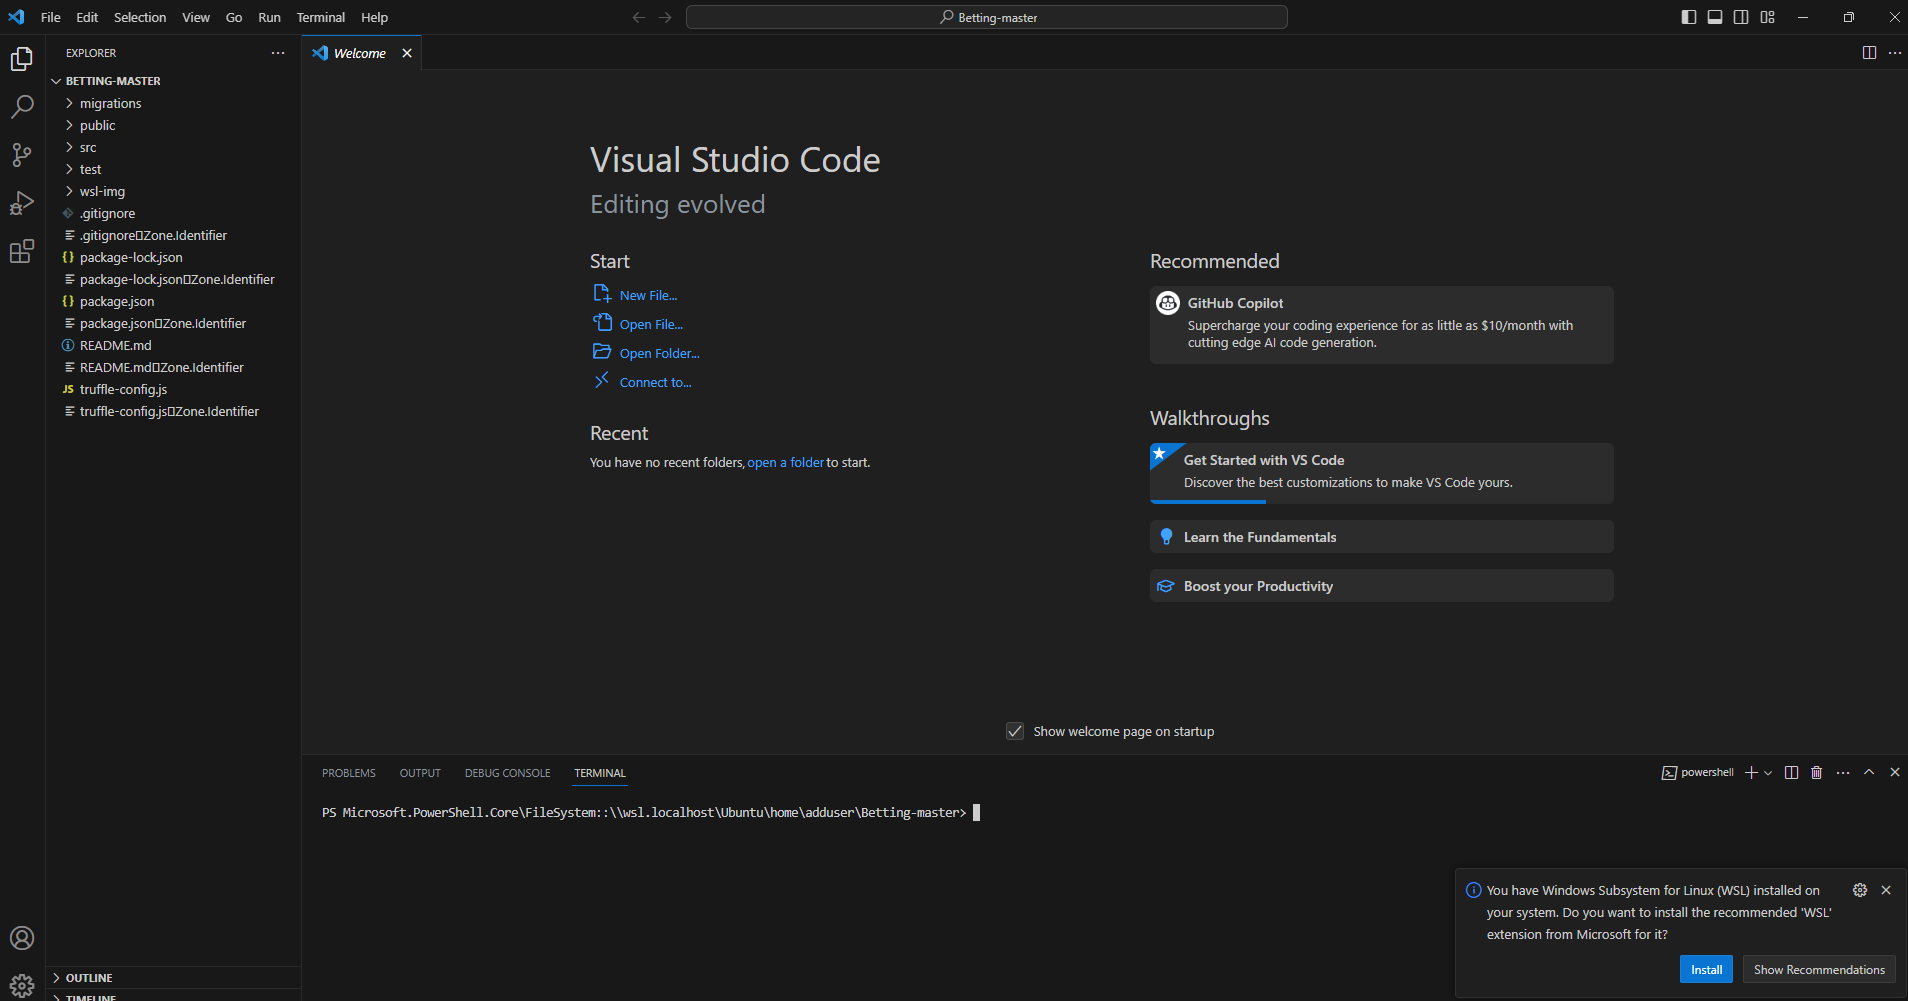 File Edit Selection View Go Run Terminal Help
Betting-master
EXPLORER
BETTING-MASTER
migrations
public
src
test
wsl-img
.gitignore
.gitignore▯Zone.Identifier
package-lock.json
package-lock.json▯Zone.Identifier
package.json
package.json▯Zone.Identifier
README.md
README.md▯Zone.Identifier
JS truffle-config.js
truffle-config.js▯Zone.Identifier
OUTLINE
TIMELINE
Welcome
Visual Studio Code
Editing evolved
Start
New File...
Open File...
Open Folder...
Connect to...
Recent
You have no recent folders, open a folder to start.
Recommended
GitHub Copilot
Supercharge your coding experience for as little as $10/month with
cutting edge AI code generation.
Walkthroughs
Get Started with VS Code
Discover the best customizations to make VS Code yours.
Learn the Fundamentals
Boost your Productivity
Show welcome page on startup
PROBLEMS OUTPUT DEBUG CONSOLE TERMINAL
powershell
PS Microsoft.PowerShell.Core\FileSystem::\\wsl.localhost\Ubuntu\home\adduser\Betting-master>
You have Windows Subsystem for Linux (WSL) installed on
your system. Do you want to install the recommended 'WSL'
extension from Microsoft for it?
Install Show Recommendations